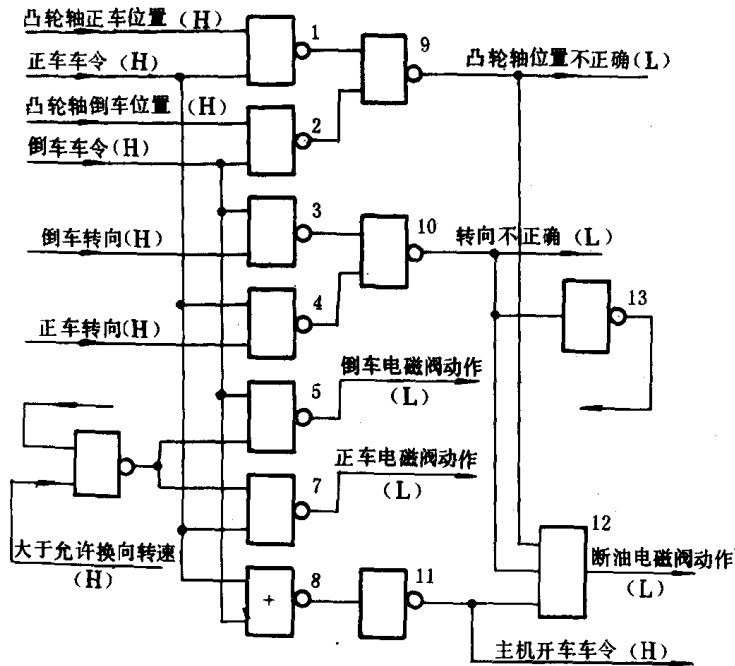 凸轮轴正车位置(H)
1
9
正车车令(H)
凸轮轴位置不正确(L)
凸轮轴倒车位置(H)
2
倒车车令(H)
3
10
倒车转向(H)
转向不正确(L)
4
13
正车转向(H)
倒车电磁阀动作
(L)
5
正车电磁阀动作
(L)
7
12
大于允许换向转速
(H)
断油电磁阀动作
(L)
+
8
11
主机开车车令(H)